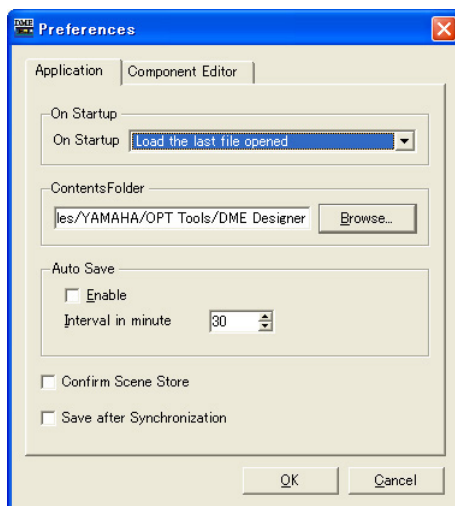 DME
Preferences
Application Component Editor
On Startup
On Startup Load the last file opened
ContentsFolder
les/YAMAHA/OPT Tools/DME Designer Browse...
Auto Save
Enable
Interval in minute 30
Confirm Scene Store
Save after Synchronization
OK Cancel